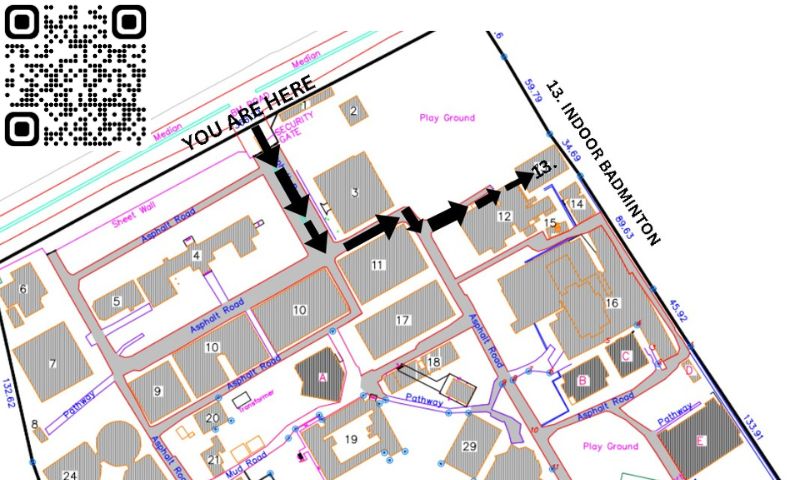 Median
6
59.79
YOU ARE HERE
SECURITY
GATE
1
2
Play Ground
13. INDOOR BADMINTON
Median
34.69
13.
3
14
Sheet Wall
Asphalt Road
12
15
89.63
4
11
6
5
10
16
45.92
Asphalt Road
17
Asphalt Road
10
7
18
C
A
Asphalt Road
D
B
9
132.62
Pathway
Transformer
Pathway
Asphalt Road
Pathway
8
20
133.91
19
29
E
Play Ground
21
Mud Road
24
Asphalt Road